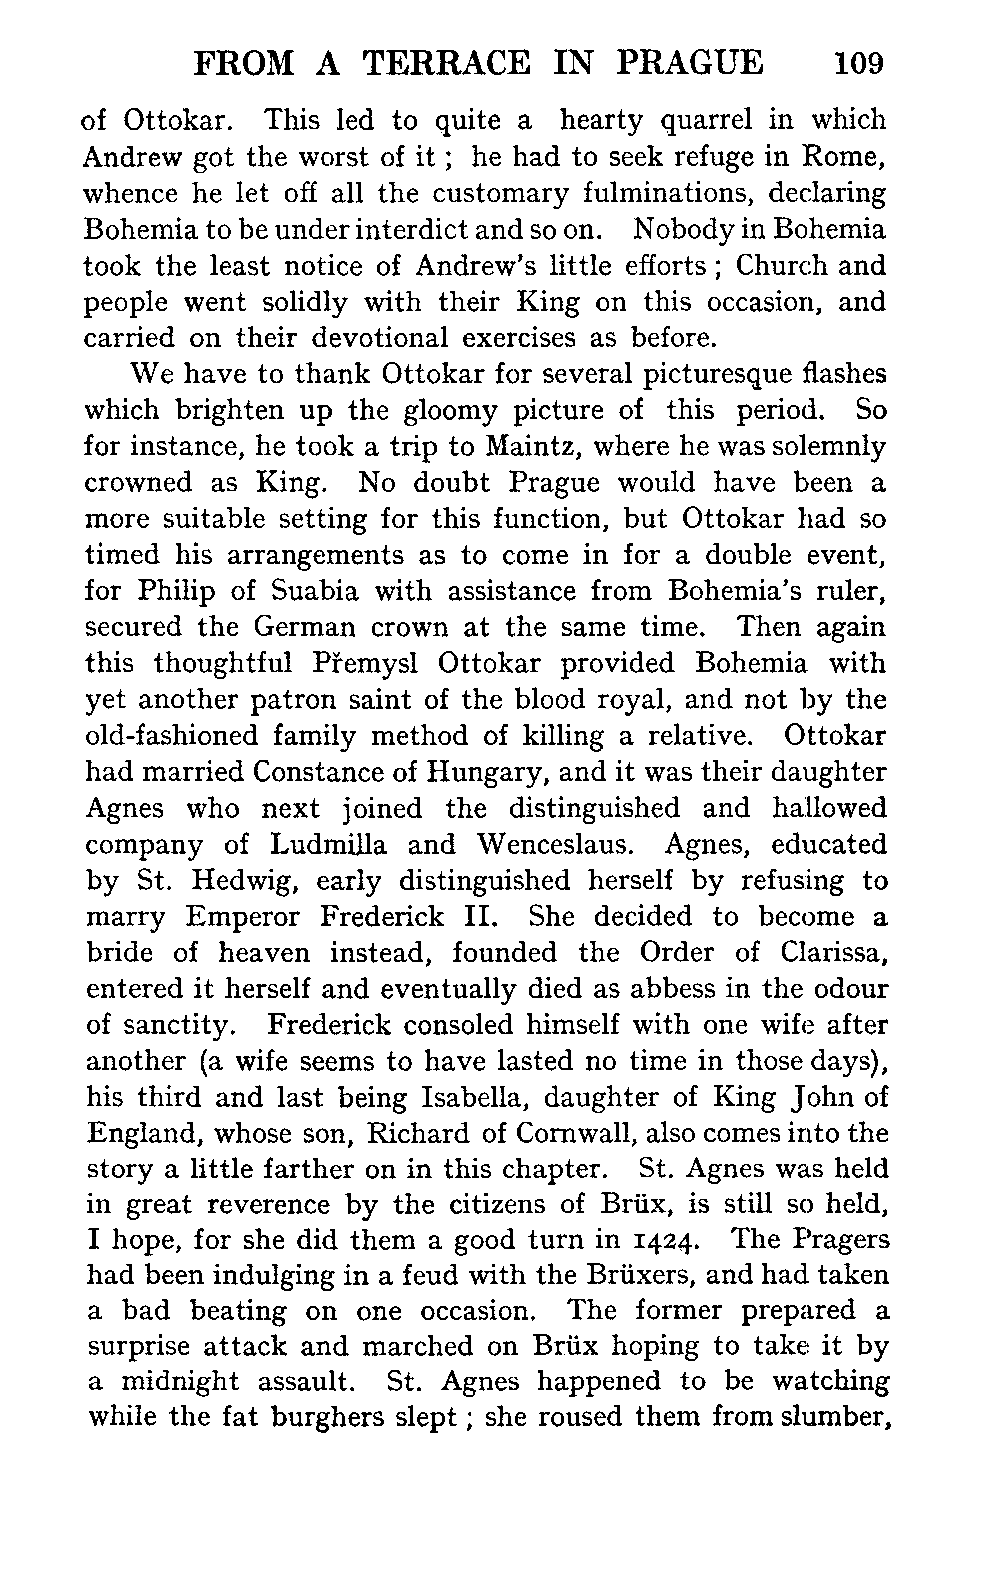 FROM A TERRACE IN PRAGUE 109
of Ottokar. This led to quite a hearty quarrel in which
Andrew got the worst of it ; he had to seek refuge in Rome,
whence he let off all the customary fulminations, declaring
Bohemia to be under interdict and so on. Nobody in Bohemia
took the least notice of Andrew's little efforts ; Church and
people went solidly with their King on this occasion, and
carried on their devotional exercises as before.
We have to thank Ottokar for several picturesque flashes
which brighten up the gloomy picture of this period. So
for instance, he took a trip to Maintz, where he was solemnly
crowned as King. No doubt Prague would have been a
more suitable setting for this function, but Ottokar had so
timed his arrangements as to come in for a double event,
for Philip of Suabia with assistance from Bohemia's ruler,
secured the German crown at the same time. Then again
this thoughtful Přemysl Ottokar provided Bohemia with
yet another patron saint of the blood royal, and not by the
old-fashioned family method of killing a relative. Ottokar
had married Constance of Hungary, and it was their daughter
Agnes who next joined the distinguished and hallowed
company of Ludmilla and Wenceslaus. Agnes, educated
by St. Hedwig, early distinguished herself by refusing to
marry Emperor Frederick II. She decided to become a
bride of heaven instead, founded the Order of Clarissa,
entered it herself and eventually died as abbess in the odour
of sanctity. Frederick consoled himself with one wife after
another (a wife seems to have lasted no time in those days),
his third and last being Isabella, daughter of King John of
England, whose son, Richard of Cornwall, also comes into the
story a little farther on in this chapter. St. Agnes was held
in great reverence by the citizens of Brüx, is still so held,
I hope, for she did them a good turn in 1424. The Pragers
had been indulging in a feud with the Brüxers, and had taken
a bad beating on one occasion. The former prepared a
surprise attack and marched on Brüx hoping to take it by
a midnight assault. St. Agnes happened to be watching
while the fat burghers slept ; she roused them from slumber,